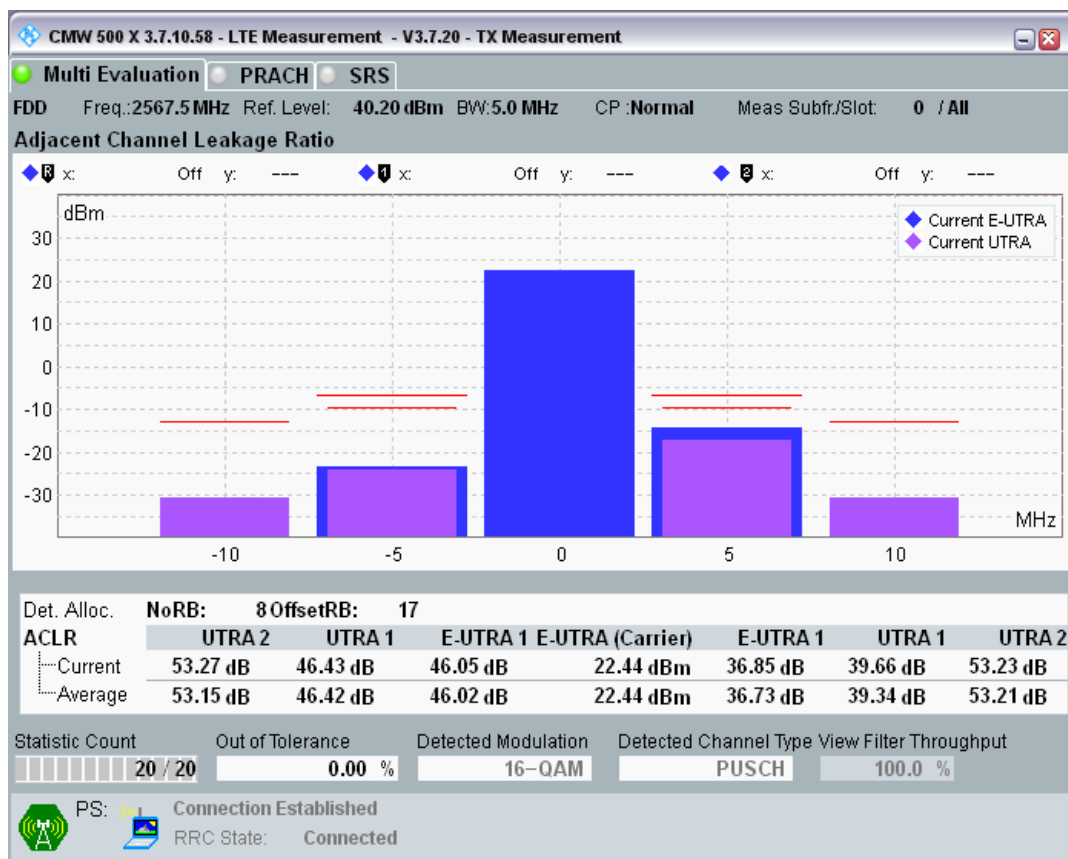 CMW 500 X 3.7.10.58 - LTE Measurement - V3.7.20 - TX Measurement
Multi Evaluation PRACH SRS
FDD Freq.:2567.5 MHz Ref. Level: 40.20 dBm BW:5.0 MHz CP :Normal Meas Subfr./Slot: 0 / All
Adjacent Channel Leakage Ratio
R x: Off y: --- 1 x: Off y: --- 2 x: Off y: ---
dBm
Current E-UTRA
Current UTRA
30
20
10
0
-10
-20
-30
MHz
-10 -5 0 5 10
Det. Alloc. NoRB: 8 OffsetRB: 17
ACLR UTRA 2 UTRA 1 E-UTRA 1 E-UTRA (Carrier) E-UTRA 1 UTRA 1 UTRA 2
Current 53.27 dB 46.43 dB 46.05 dB 22.44 dBm 36.85 dB 39.66 dB 53.23 dB
Average 53.15 dB 46.42 dB 46.02 dB 22.44 dBm 36.73 dB 39.34 dB 53.21 dB
Statistic Count Out of Tolerance Detected Modulation Detected Channel Type View Filter Throughput
20 / 20 0.00 % 16-QAM PUSCH 100.0 %
PS: Connection Established
RRC State: Connected